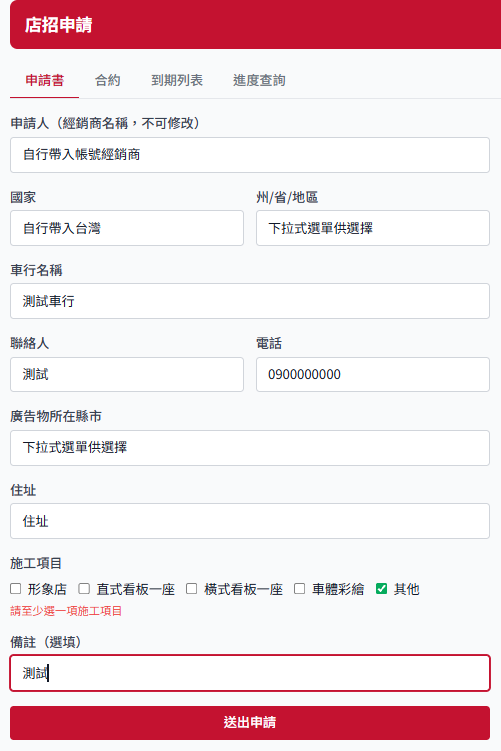 店招申請
申請書 合約 到期列表 進度查詢
申請人（經銷商名稱，不可修改）
自行帶入帳號經銷商
國家 州/省/地區
自行帶入台灣 下拉式選單供選擇
車行名稱
測試車行
聯絡人 電話
測試 0900000000
廣告物所在縣市
下拉式選單供選擇
住址
住址
施工項目
形象店 直式看板一座 橫式看板一座 車體彩繪 其他
請至少選一項施工項目
備註（選填）
測試
送出申請